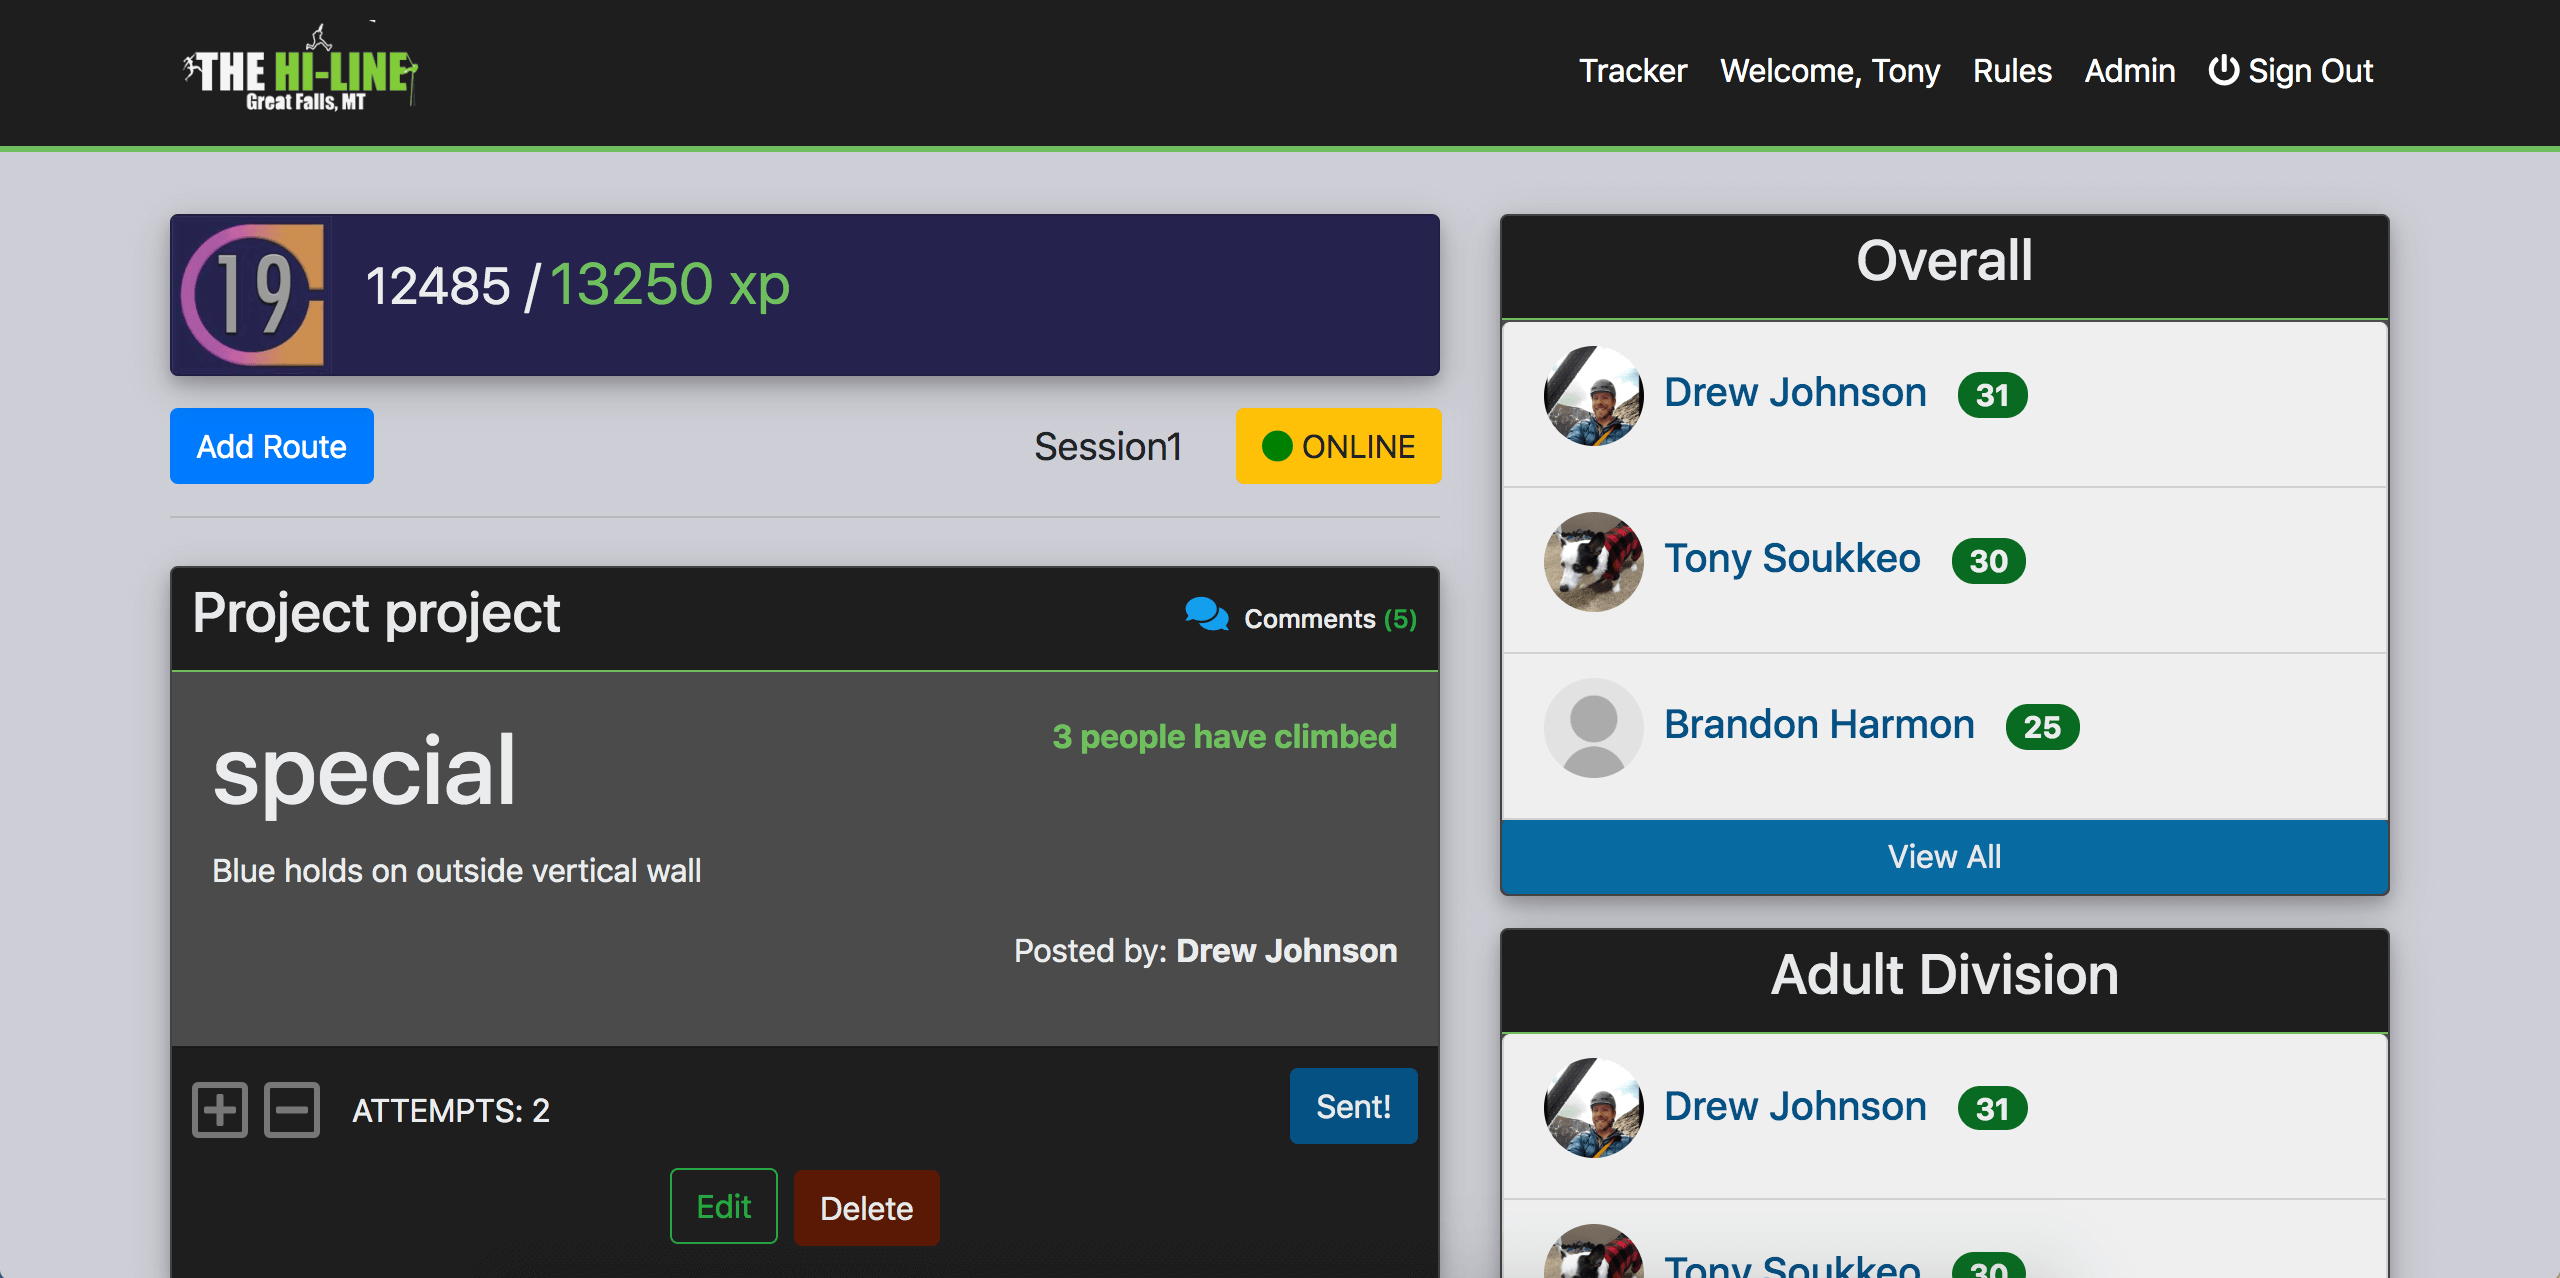 THE HI-LINE
Great Falls, MT
Tracker Welcome, Tony Rules Admin Sign Out
19 12485 / 13250 xp
Add Route Session1 ONLINE
Project project Comments (5)
special
3 people have climbed
Blue holds on outside vertical wall
Posted by: Drew Johnson
ATTEMPTS: 2 Sent!
Edit Delete
Overall
Drew Johnson 31
Tony Soukkeo 30
Brandon Harmon 25
View All
Adult Division
Drew Johnson 31
Tony Soukkeo 30